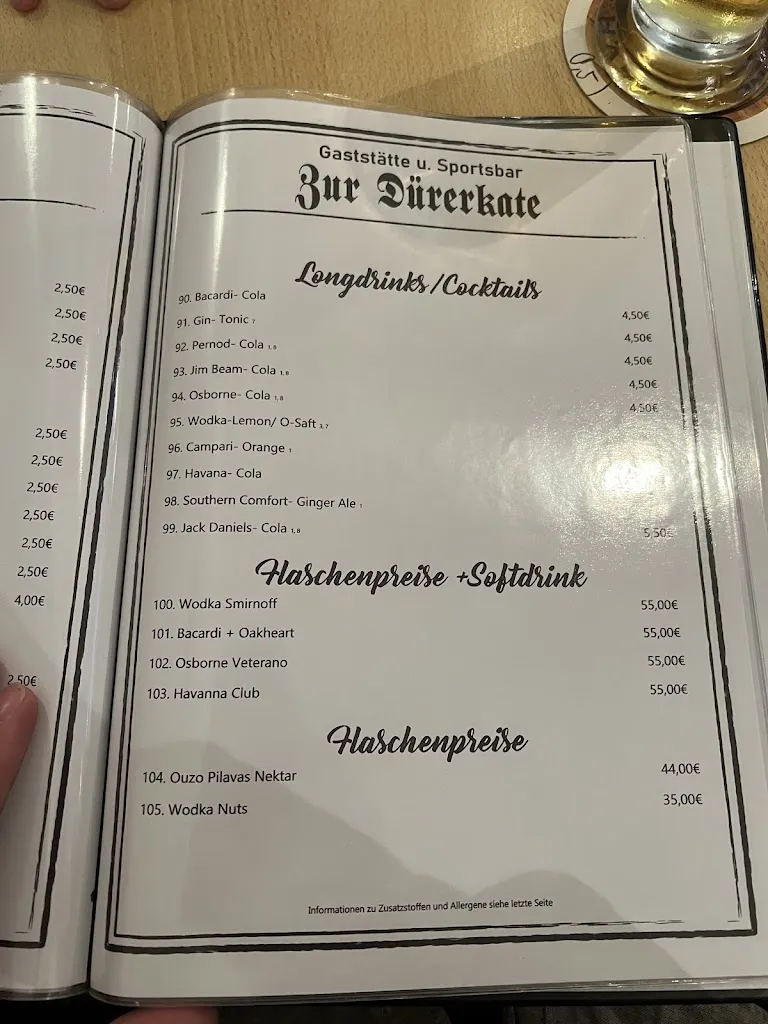 2,50€
2,50€
2,50€
2,50€
2,50€
2,50€
2,50€
2,50€
2,50€
2,50€
4,00€
2,50€
Gaststätte u. Sportsbar
Zur Dürerkate
Longdrinks/Cocktails
90. Bacardi- Cola 4,50€
91. Gin- Tonic 7 4,50€
92. Pernod- Cola 1,8 4,50€
93. Jim Beam- Cola 1,8 4,50€
94. Osborne- Cola 1,8 4,50€
95. Wodka-Lemon/ O-Saft 3,7
96. Campari- Orange 1
97. Havana- Cola
98. Southern Comfort- Ginger Ale 1
99. Jack Daniels- Cola 1,8 5,50€
Flaschenpreise +Softdrink
100. Wodka Smirnoff 55,00€
101. Bacardi + Oakheart 55,00€
102. Osborne Veterano 55,00€
103. Havanna Club 55,00€
Flaschenpreise
104. Ouzo Pilavas Nektar 44,00€
105. Wodka Nuts 35,00€
Informationen zu Zusatzstoffen und Allergene siehe letzte Seite